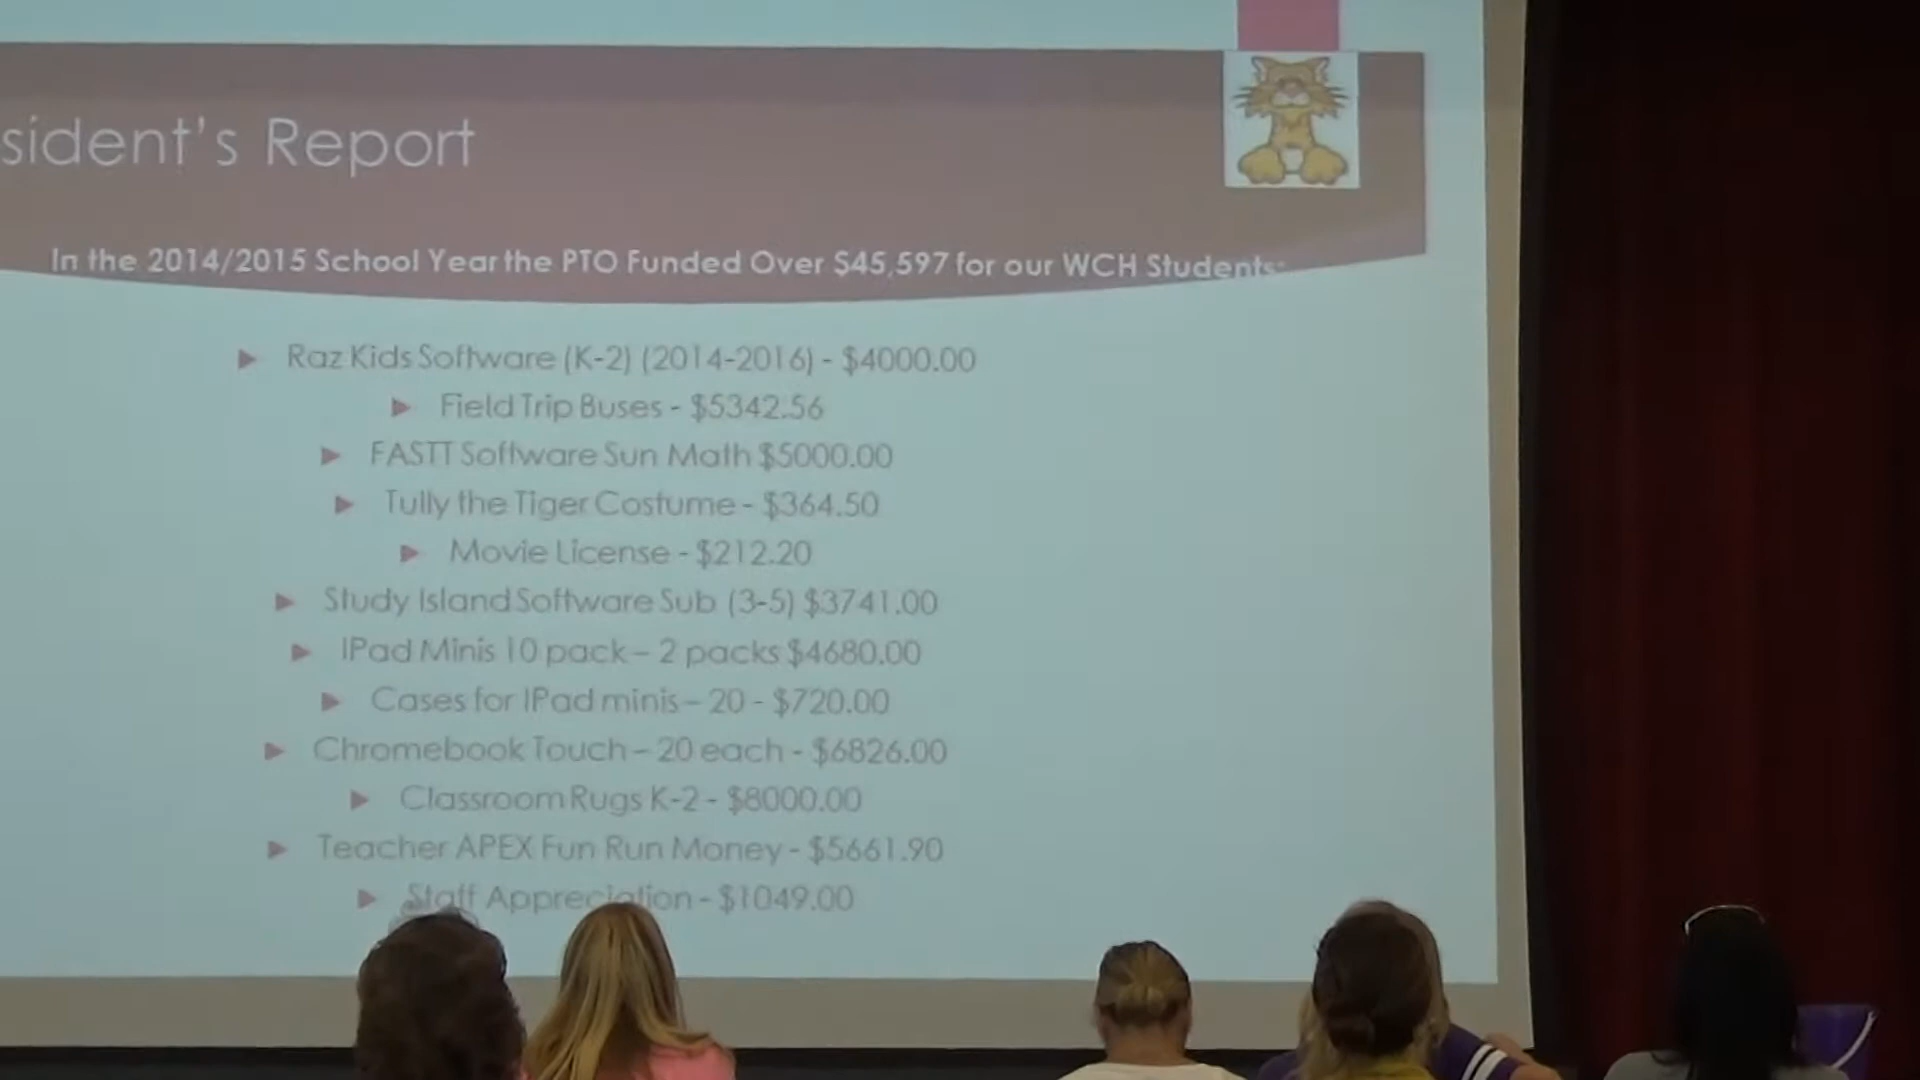 sident's Report
In the 2014/2015 School Year the PTO Funded Over $45,597 for our WCH Students:
Raz Kids Software (K-2) (2014-2016) - $4000.00
Field Trip Buses - $5342.56
FASTT Software Sun Math $5000.00
Tully the Tiger Costume - $364.50
Movie License - $212.20
Study Island Software Sub (3-5) $3741.00
IPad Minis 10 pack – 2 packs $4680.00
Cases for IPad minis – 20 - $720.00
Chromebook Touch – 20 each - $6826.00
Classroom Rugs K-2 - $8000.00
Teacher APEX Fun Run Money - $5661.90
Staff Appreciation - $1049.00